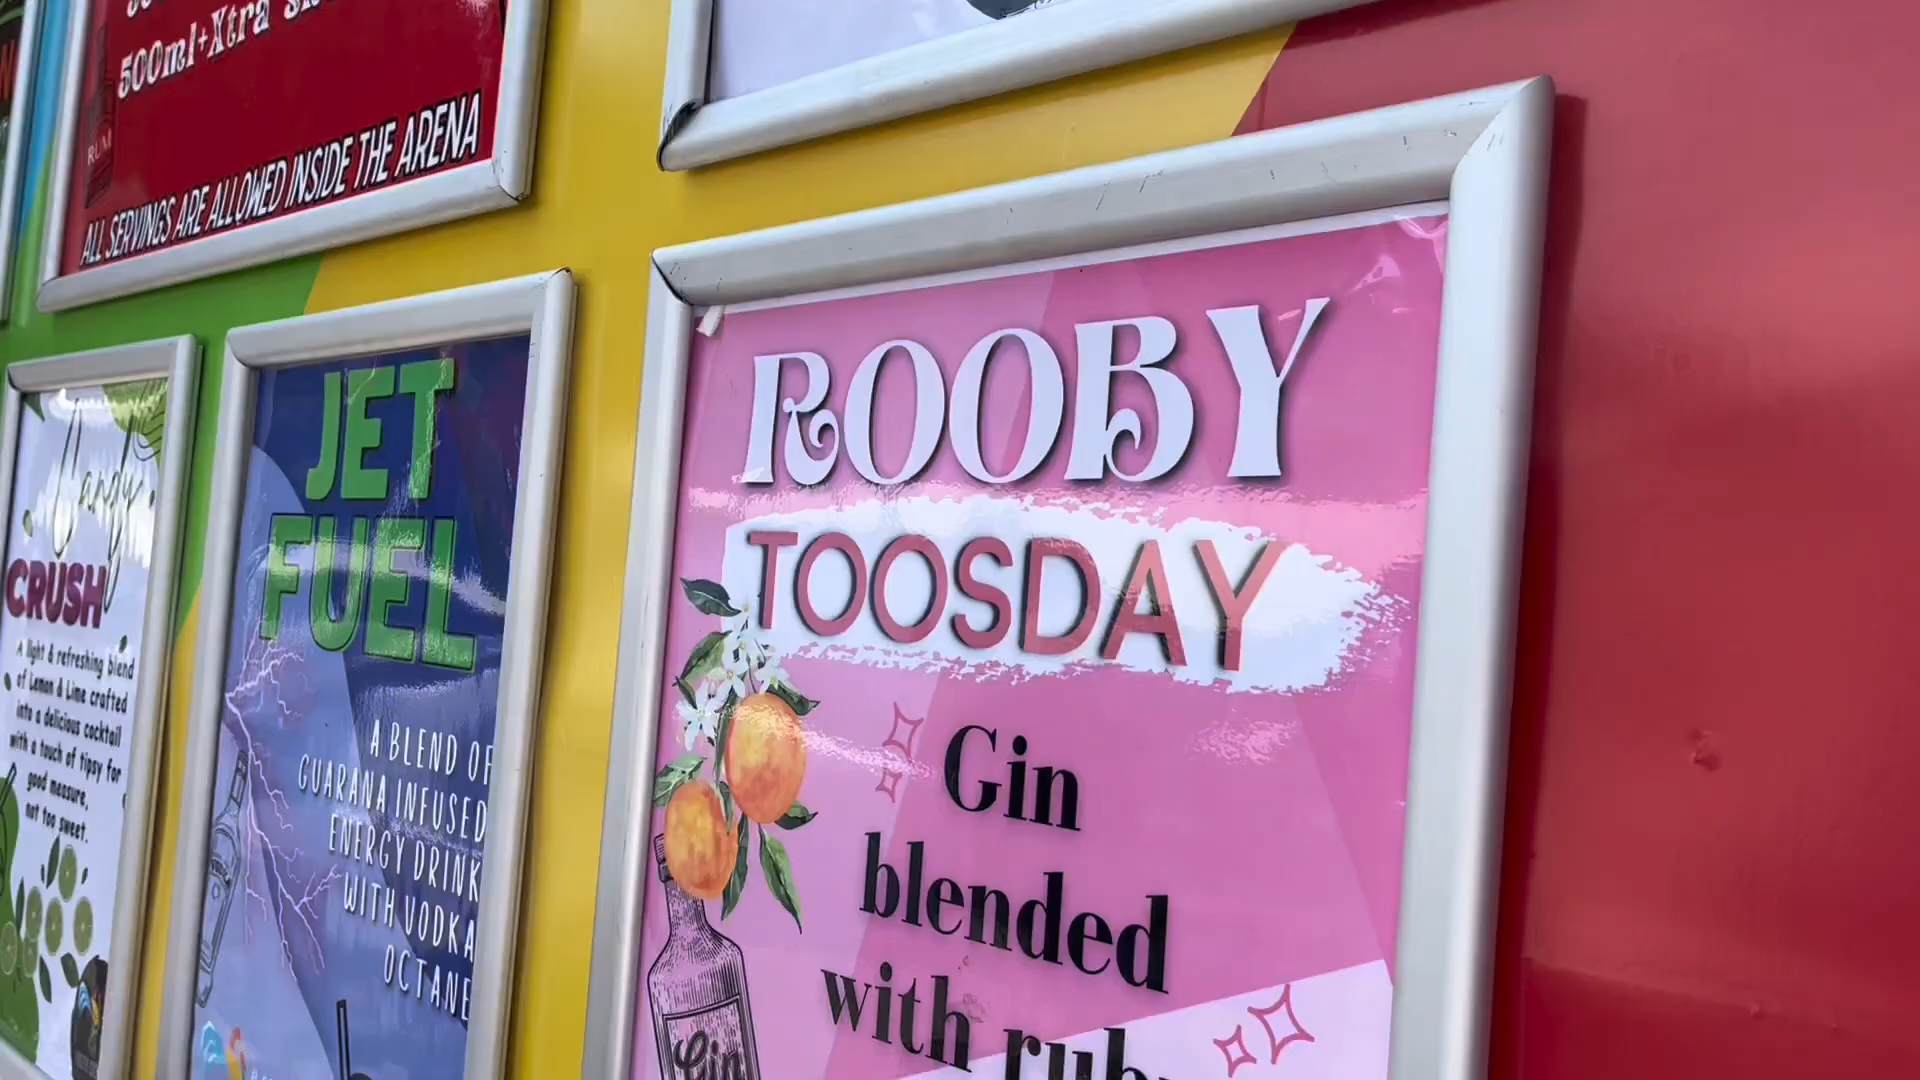 500ml+Xtra
RUM
ALL SERVINGS ARE ALLOWED INSIDE THE ARENA
CRUSH
A light & refreshing blend
of Lemon & Lime crafted
into a delicious cocktail
with a touch of tipsy for
good measure,
not too sweet.
JET
FUEL
A BLEND OF
GUARANA INFUSED
ENERGY DRINK
WITH VODKA
OCTANE
ROOBY
TOOSDAY
Gin
blended
with ruby
Gin